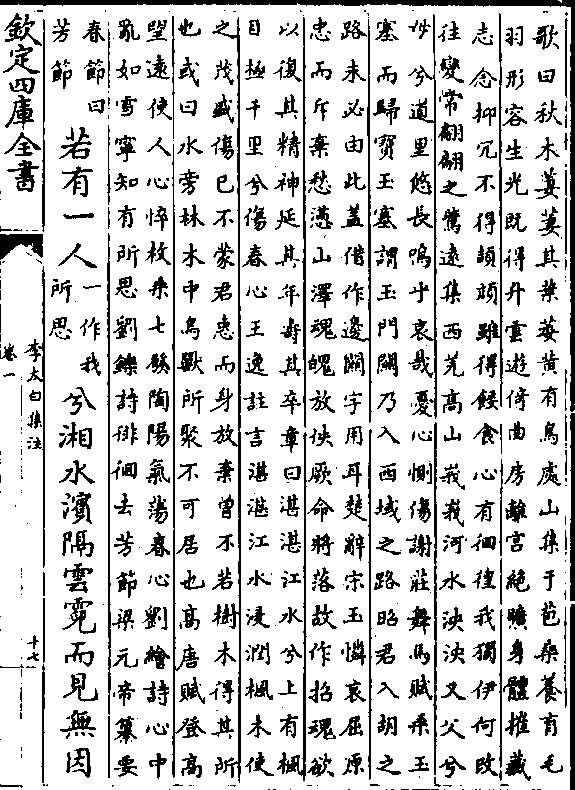 歌曰秋木萋萋其葉萎黄有鳥處山集于苞桑養育毛
羽形容生光既得升雲遊倚曲房離宫絶曠身體摧藏
志念抑冗不得頡頏雖得餧食心有徊徨我獨伊何改
往變常翩翩之鷰遠集西羌高山峩峩河水泱泱父兮
母兮道里悠長嗚乎哀哉憂心惻傷謝莊舞馬賦乘玉
塞而歸寶玉塞謂玉門關乃入西域之路昭君入胡之
路未必由此葢借作邊關字用耳楚辭宋玉憐哀屈原
忠而斥棄愁懣山澤魂魄放佚厥命將落故作招魂欲
以復其精神延其年壽其卒章曰湛湛江水兮上有楓
目極千里兮傷春心王逸註言湛湛江水浸潤楓木使
之茂盛傷已不蒙君惠而身放棄曾不若樹木得其所
也或曰水旁林木中鳥獸所聚不可居也高唐賦登高
望遠使人心悴枚乗七發陶陽氣蕩春心劉繪詩心中
亂如雪寧知有所思劉鑠詩徘徊去芳節梁元帝纂要
春節曰
芳節
若有一人
一作我
所思
兮湘水濱隔雲霓而見無因
欽定四庫全書
李太白集注
卷一
十七